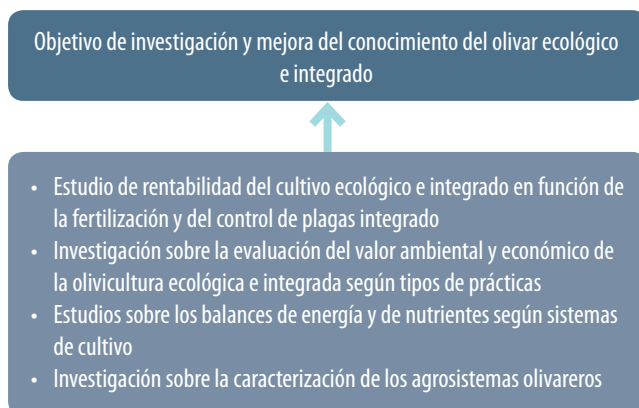 Objetivo de investigación y mejora del conocimiento del olivar ecológico
e integrado
• Estudio de rentabilidad del cultivo ecológico e integrado en función de
la fertilización y del control de plagas integrado
• Investigación sobre la evaluación del valor ambiental y económico de
la olivicultura ecológica e integrada según tipos de prácticas
• Estudios sobre los balances de energía y de nutrientes según sistemas
de cultivo
• Investigación sobre la caracterización de los agrosistemas olivareros